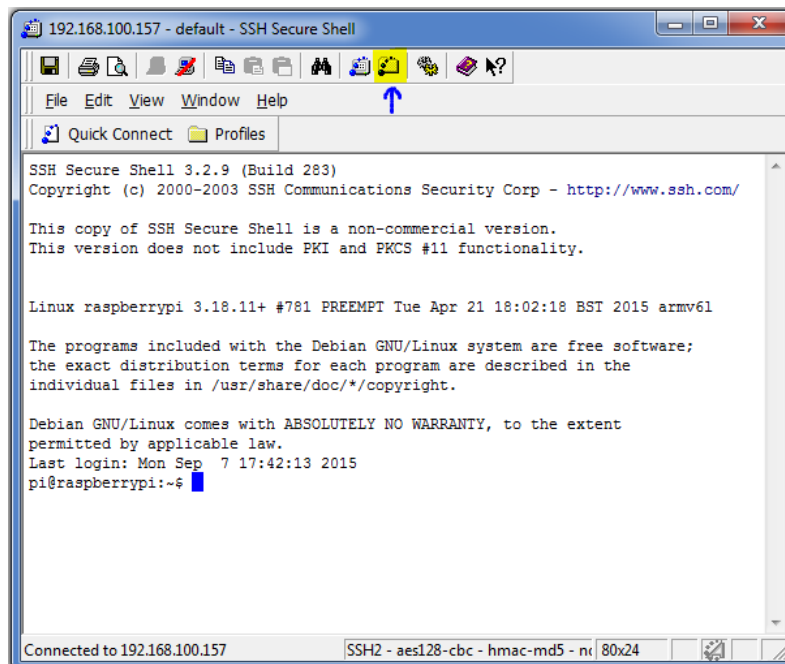 192.168.100.157 - default - SSH Secure Shell
File Edit View Window Help
Quick Connect Profiles
SSH Secure Shell 3.2.9 (Build 283)
Copyright (c) 2000-2003 SSH Communications Security Corp - http://www.ssh.com/
This copy of SSH Secure Shell is a non-commercial version.
This version does not include PKI and PKCS #11 functionality.
Linux raspberrypi 3.18.11+ #781 PREEMPT Tue Apr 21 18:02:18 BST 2015 armv6l
The programs included with the Debian GNU/Linux system are free software;
the exact distribution terms for each program are described in the
individual files in /usr/share/doc/*/copyright.
Debian GNU/Linux comes with ABSOLUTELY NO WARRANTY, to the extent
permitted by applicable law.
Last login: Mon Sep  7 17:42:13 2015
pi@raspberrypi:~$
Connected to 192.168.100.157 SSH2 - aes128-cbc - hmac-md5 - 80x24